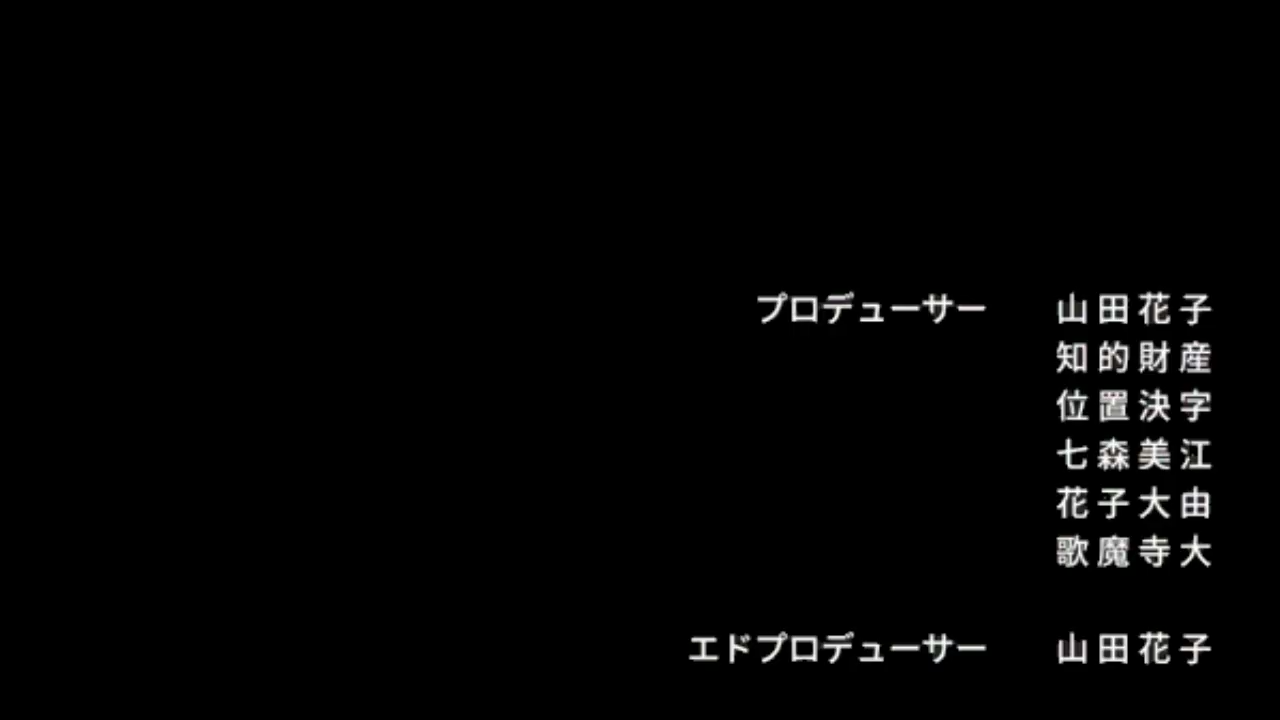 プロデューサー 山田花子
知的財産
位置決字
七森美江
花子大由
歌魔寺大
エドプロデューサー 山田花子